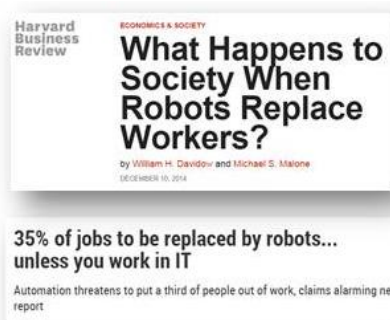 Harvard
Business
Review
ECONOMICS & SOCIETY
What Happens to
Society When
Robots Replace
Workers?
by William H. Davidow and Michael S. Malone
DECEMBER 10, 2014
35% of jobs to be replaced by robots...
unless you work in IT
Automation threatens to put a third of people out of work, claims alarming ne
report